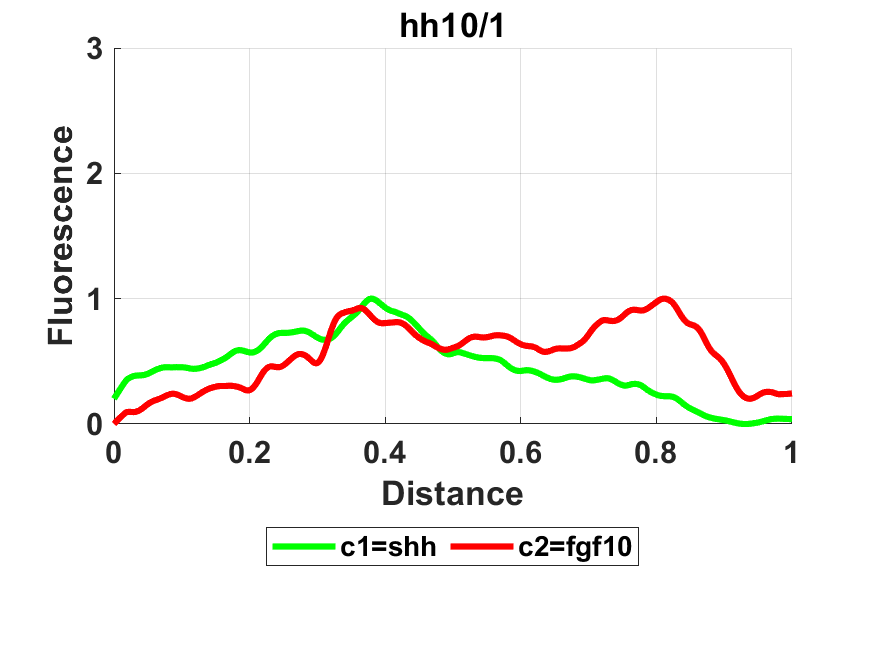 hh10/1
3
2
1
0
Fluorescence
0 0.2 0.4 0.6 0.8 1
Distance
c1=shh c2=fgf10